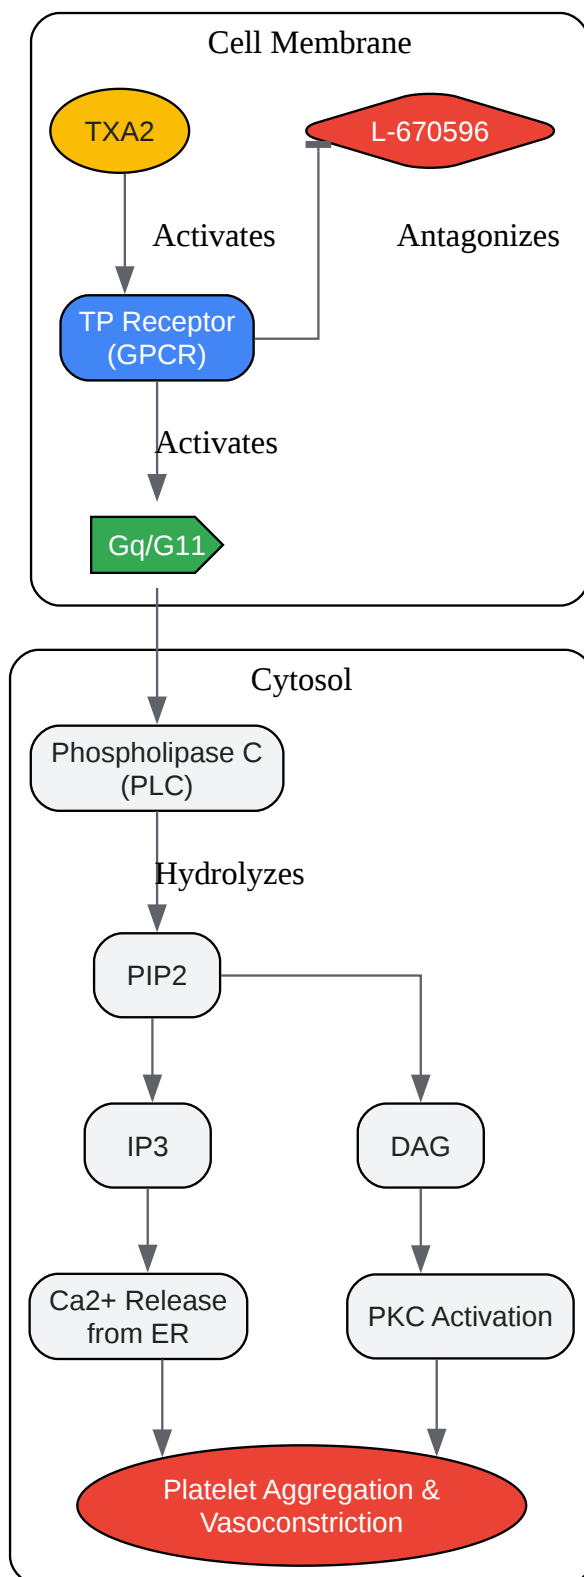 Cell Membrane
TXA2
L-670596
Activates
Antagonizes
TP Receptor
(GPCR)
Activates
Gq/G11
Cytosol
Phospholipase C
(PLC)
Hydrolyzes
PIP2
IP3
DAG
Ca2+ Release
from ER
PKC Activation
Platelet Aggregation &
Vasoconstriction